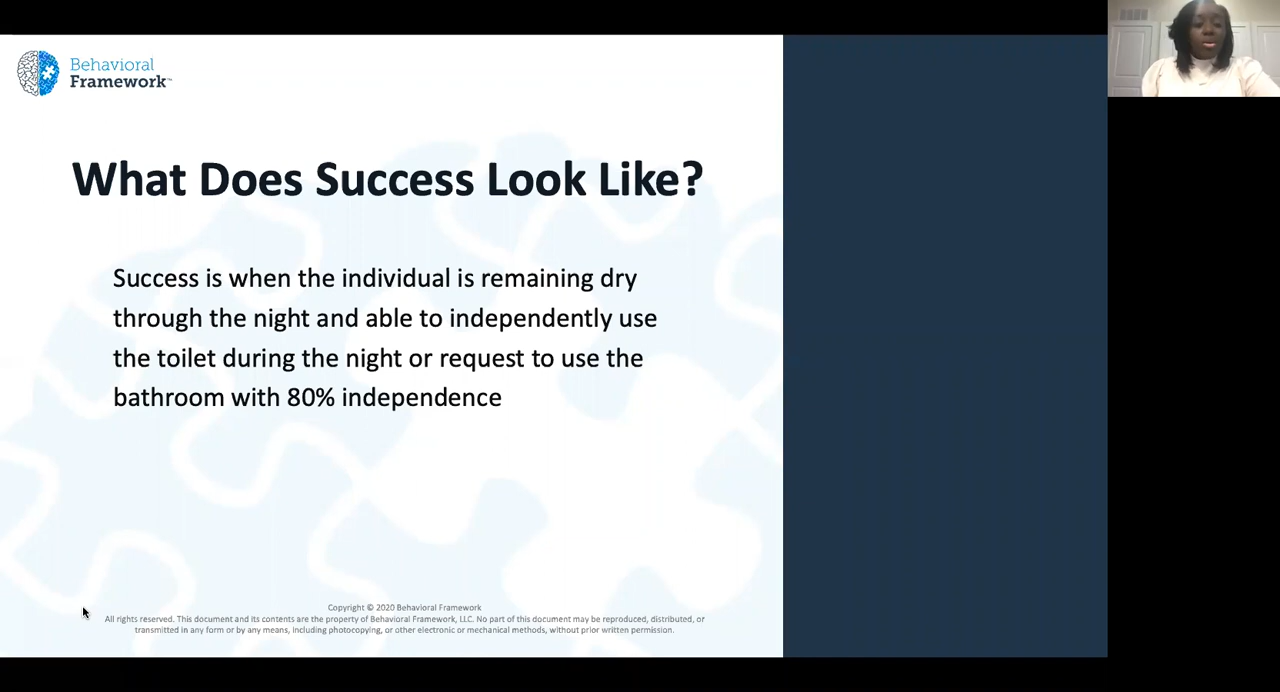 Behavioral
Framework™
What Does Success Look Like?
Success is when the individual is remaining dry
through the night and able to independently use
the toilet during the night or request to use the
bathroom with 80% independence
Copyright © 2020 Behavioral Framework
All rights reserved. This document and its contents are the property of Behavioral Framework, LLC. No part of this document may be reproduced, distributed, or
transmitted in any form or by any means, including photocopying, or other electronic or mechanical methods, without prior written permission.